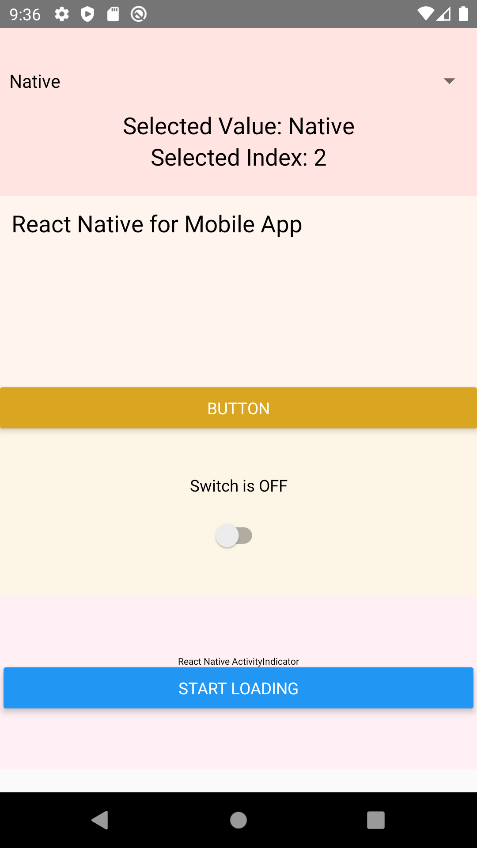 9:36
Native
Selected Value: Native
Selected Index: 2
React Native for Mobile App
BUTTON
Switch is OFF
React Native ActivityIndicator
START LOADING